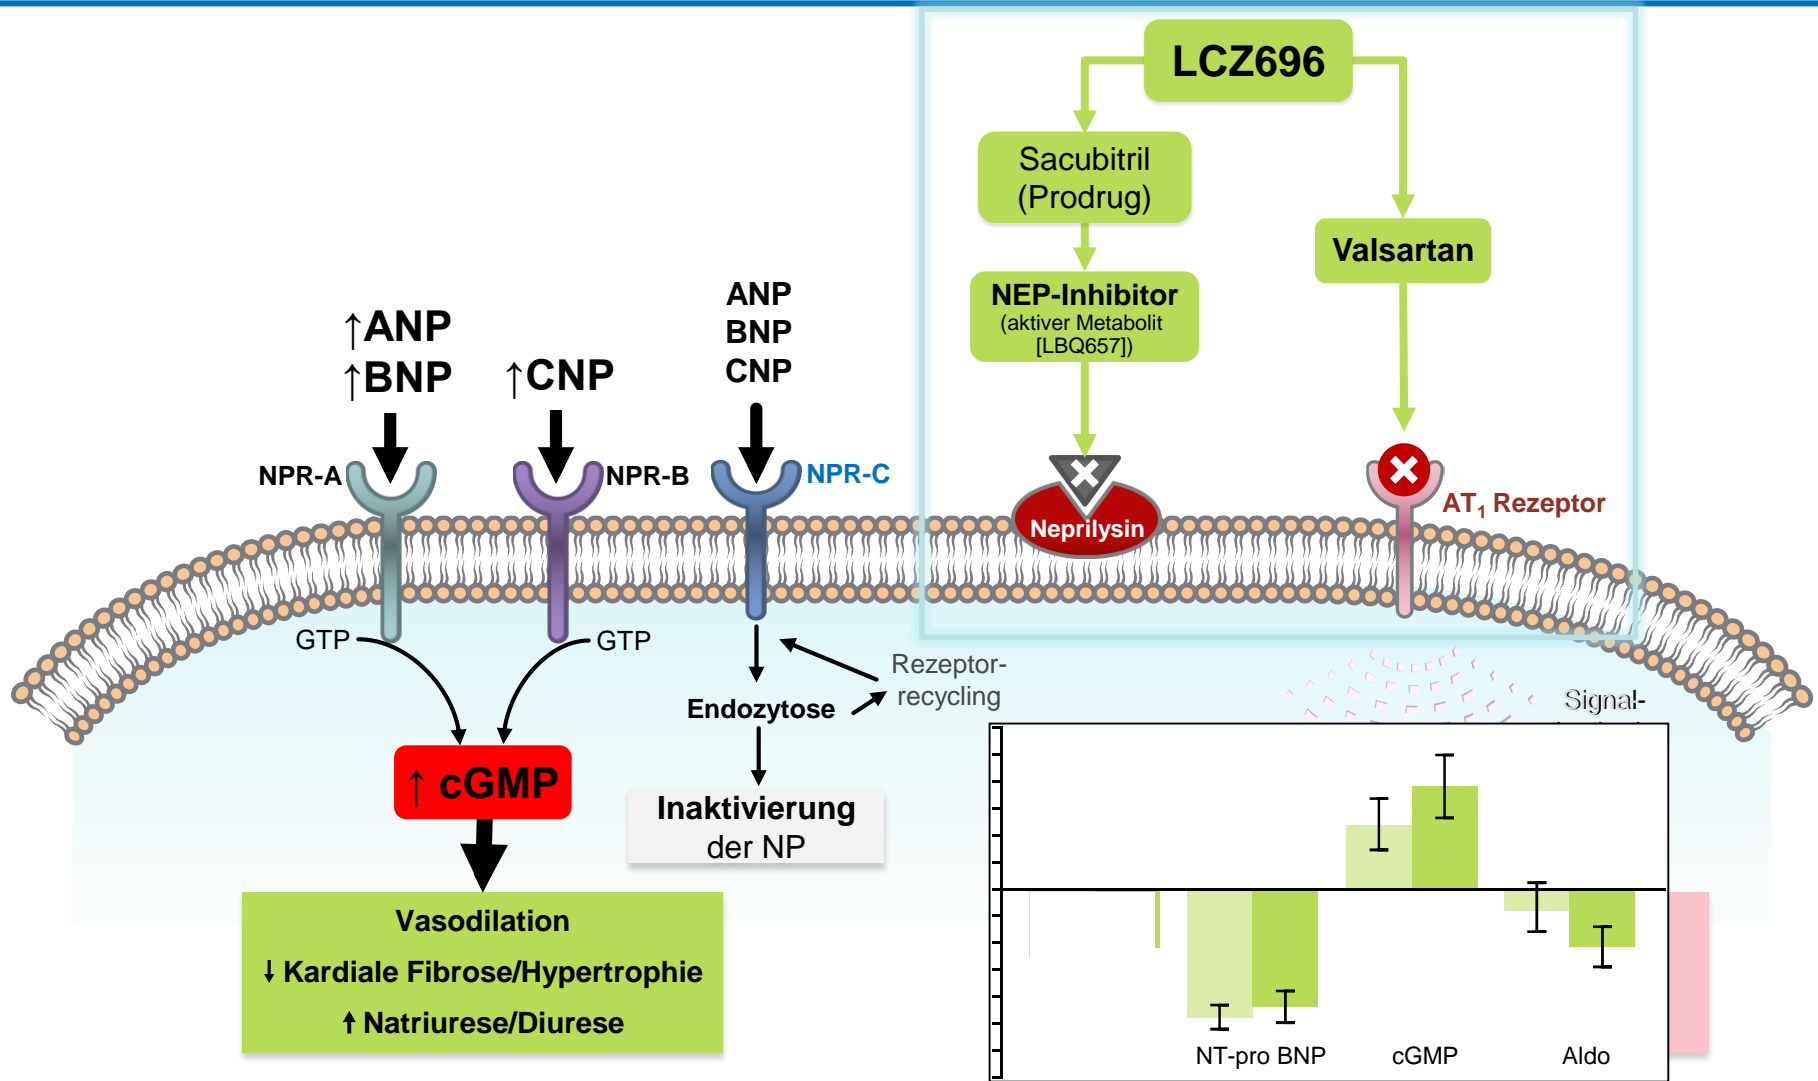 LCZ696
Sacubitril
(Prodrug)
Valsartan
NEP-Inhibitor
(aktiver Metabolit
[LBQ657])
↑ANP
↑BNP
↑CNP
ANP
BNP
CNP
NPR-A
NPR-B
NPR-C
Neprilysin
AT₁ Rezeptor
GTP
GTP
Rezeptor-
recycling
Endozytose
Signal-
↑ cGMP
Inaktivierung
der NP
Vasodilation
↓ Kardiale Fibrose/Hypertrophie
↑ Natriurese/Diurese
NT-pro BNP
cGMP
Aldo